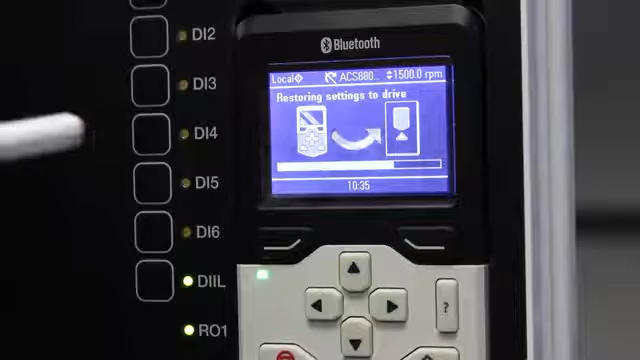 DI2
DI3
DI4
DI5
DI6
DIIL
RO1
Bluetooth
Local ACS880... 1500.0 rpm
Restoring settings to drive
10:35
?